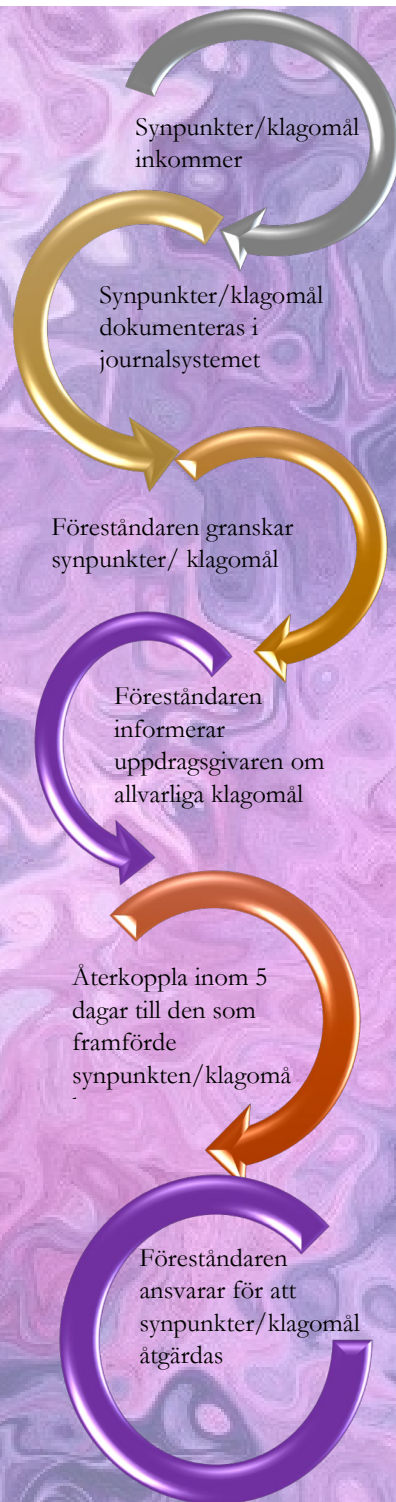 Synpunkter/klagomål
inkommer
Synpunkter/klagomål
dokumenteras i
journalsystemet
Föreståndaren granskar
synpunkter/ klagomål
Föreståndaren
informerar
uppdragsgivaren om
allvarliga klagomål
Återkoppla inom 5
dagar till den som
framförde
synpunkten/klagomå
Föreståndaren
ansvarar för att
synpunkter/klagomål
åtgärdas